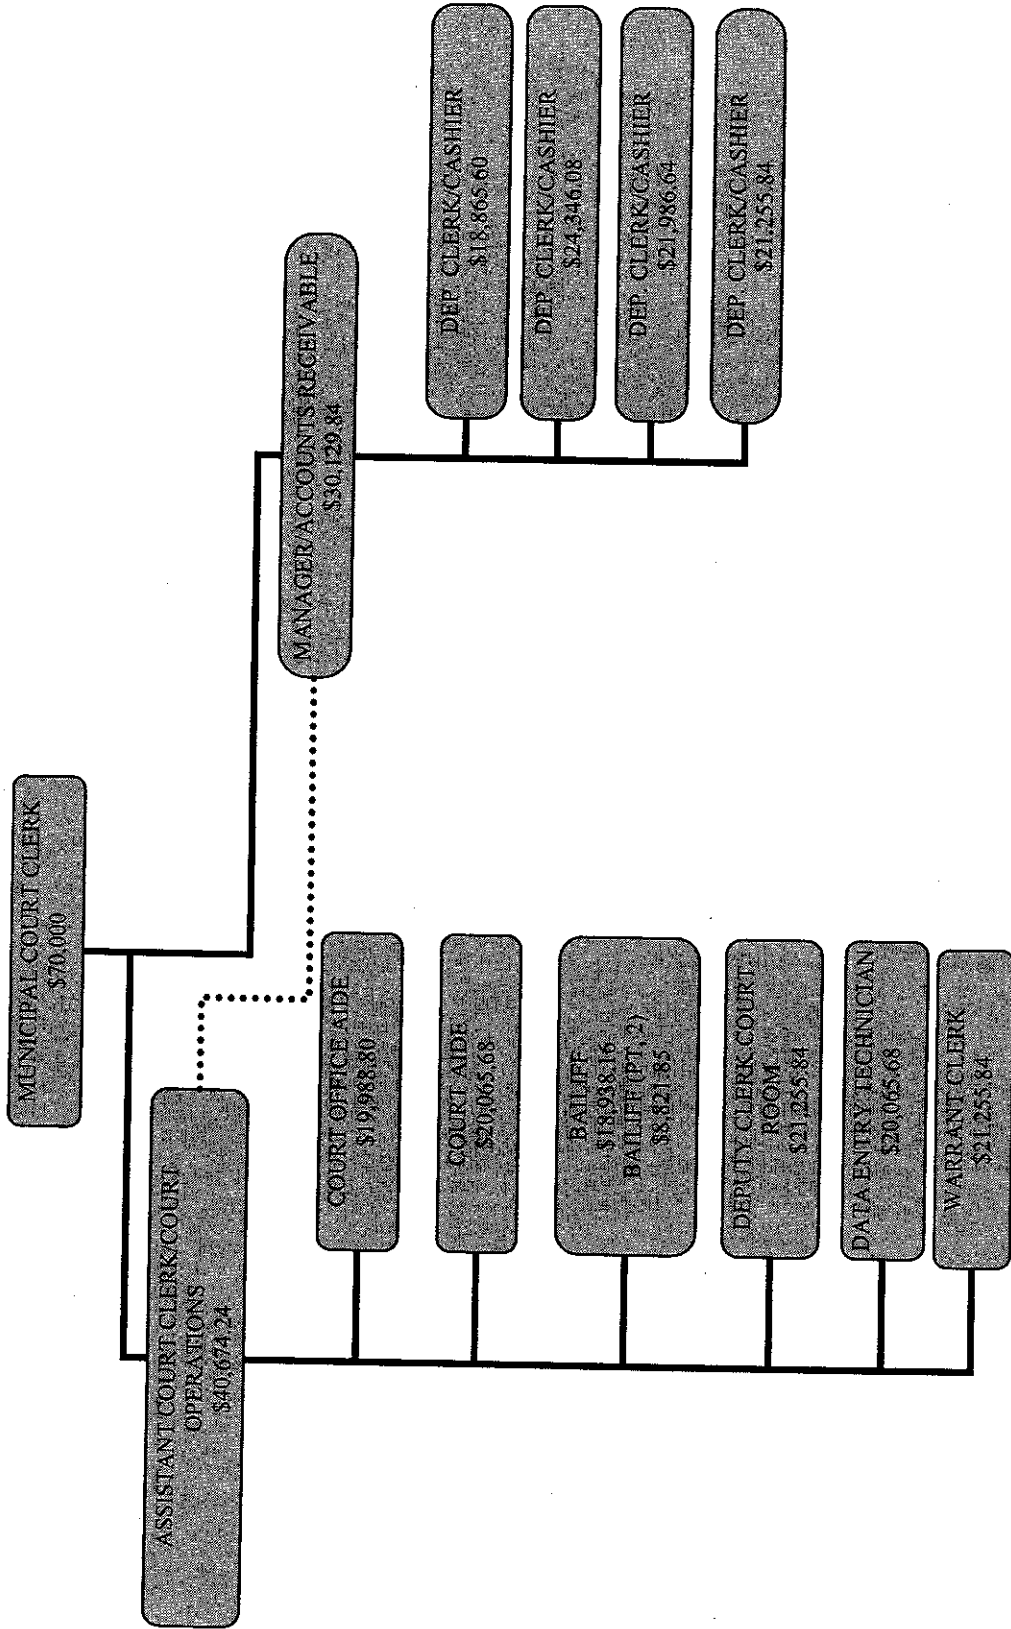 MUNICIPAL COURT CLERK
$70,000
ASSISTANT COURT CLERK/COURT
OPERATIONS
$40,674.24
MANAGER/ACCOUNTS RECEIVABLE
$30,129.84
COURT OFFICE AIDE
$19,988.80
COURT AIDE
$20,065.68
BAILIFF
BAILIFF (PT, 2)
$8,821.85
DEPUTY CLERK COURT
ROOM
$21,255.84
DATA ENTRY TECHNICIAN
$20,065.68
WARRANT CLERK
$21,255.84
DEP. CLERK/CASHIER
$18,865.60
DEP. CLERK/CASHIER
$24,346.08
DEP. CLERK/CASHIER
$21,986.64
DEP. CLERK/CASHIER
$21,255.84